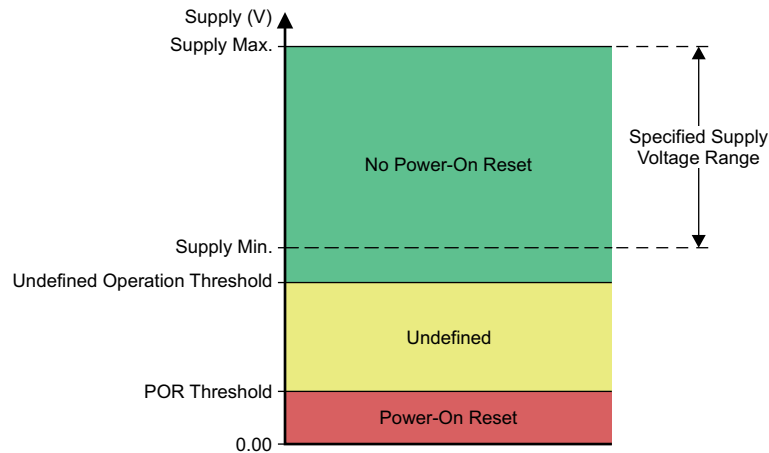 Supply (V)
Supply Max.
No Power-On Reset
Specified Supply
Voltage Range
Supply Min.
Undefined Operation Threshold
Undefined
POR Threshold
Power-On Reset
0.00